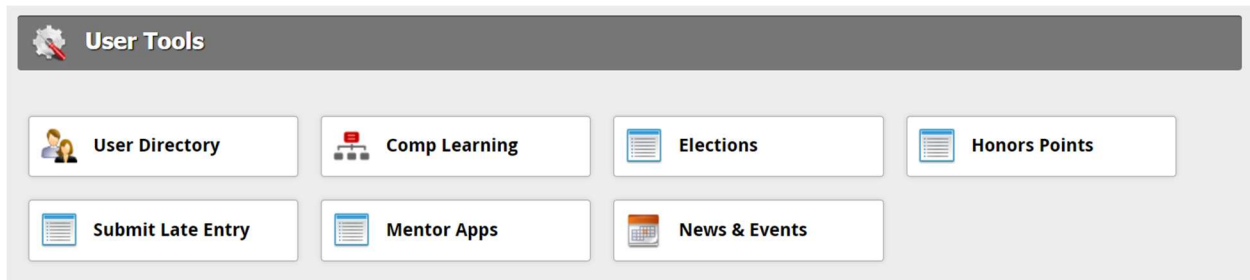 User Tools
User Directory
Comp Learning
Elections
Honors Points
Submit Late Entry
Mentor Apps
News & Events